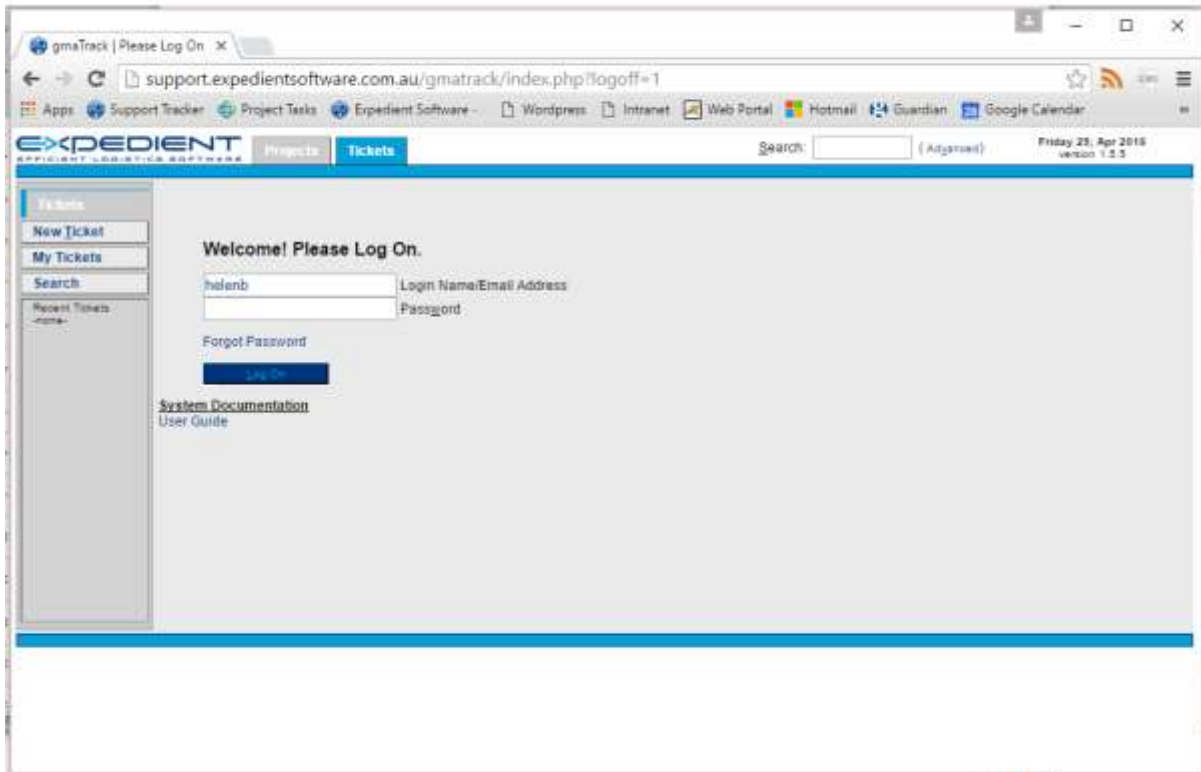 gmaTrack | Please Log On
support.expedientsoftware.com.au/gmatrack/index.php?logoff=1
Apps Support Tracker Project Tasks Expedient Software - Wordpress Intranet Web Portal Hotmail Guardian Google Calendar
EXPEDIENT Projects Tickets Search: (Advanced) Friday 29, Apr 2016
EFFICIENT LOGISTICS SOFTWARE version 1.5.5
Tickets
New Ticket
My Tickets
Search
Recent Tickets
-none-
Welcome! Please Log On.
helenb Login Name/Email Address
Password
Forgot Password
Log On
System Documentation
User Guide